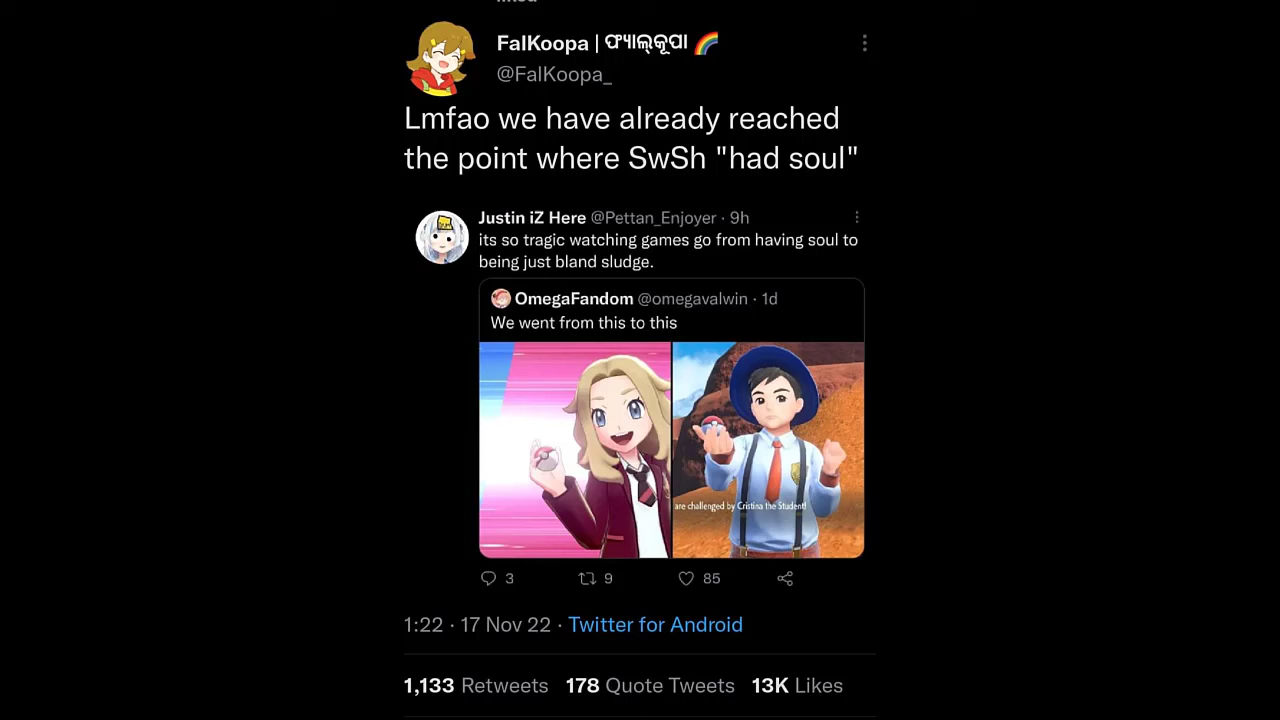 FalKoopa | ഫാൽകൂപാ 🌈
@FalKoopa_
Lmfao we have already reached
the point where SwSh "had soul"
Justin iZ Here @Pettan_Enjoyer · 9h
its so tragic watching games go from having soul to
being just bland sludge.
OmegaFandom @omegavalwin · 1d
We went from this to this
are challenged by Cristina the Student!
3 9 85
1:22 · 17 Nov 22 · Twitter for Android
1,133 Retweets 178 Quote Tweets 13K Likes